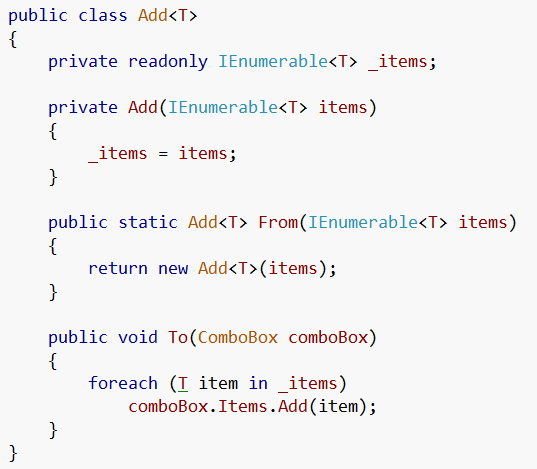 public class Add<T>
{
    private readonly IEnumerable<T> _items;

    private Add(IEnumerable<T> items)
    {
        _items = items;
    }

    public static Add<T> From(IEnumerable<T> items)
    {
        return new Add<T>(items);
    }

    public void To(ComboBox comboBox)
    {
        foreach (T item in _items)
            comboBox.Items.Add(item);
    }
}